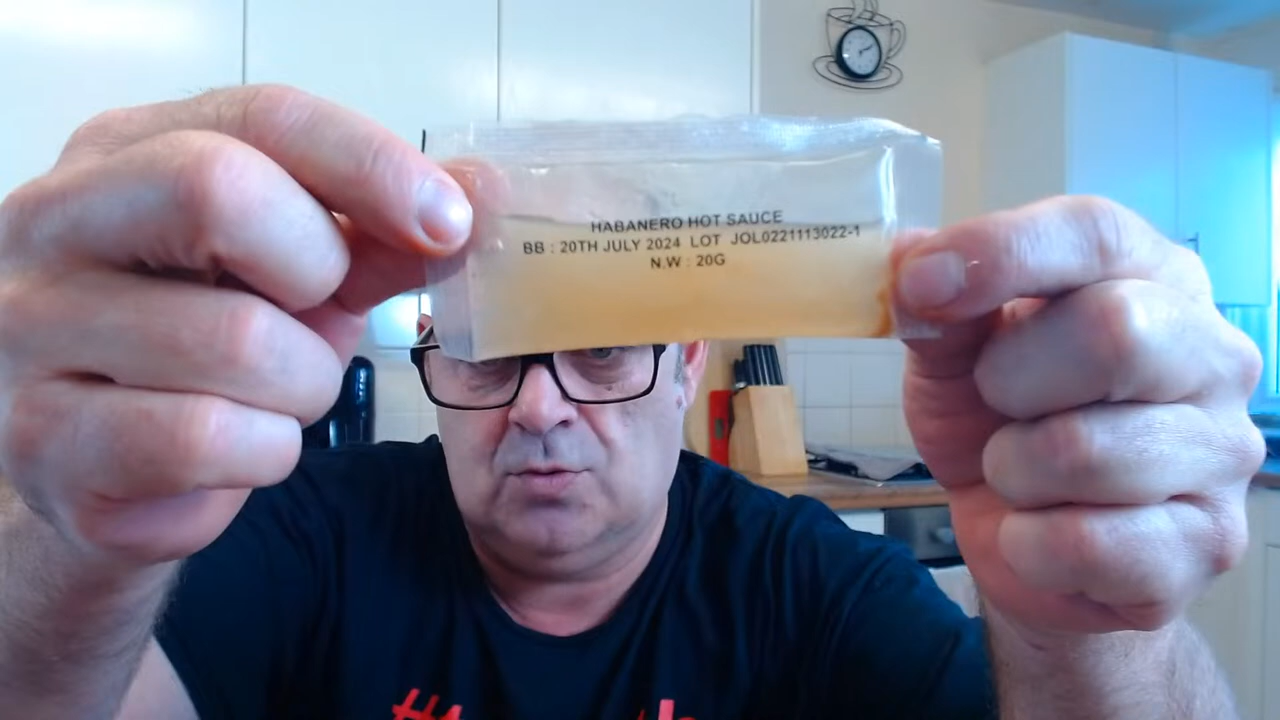 HABANERO HOT SAUCE
BB : 20TH JULY 2024 LOT JOL0221113022-1
N.W : 20G